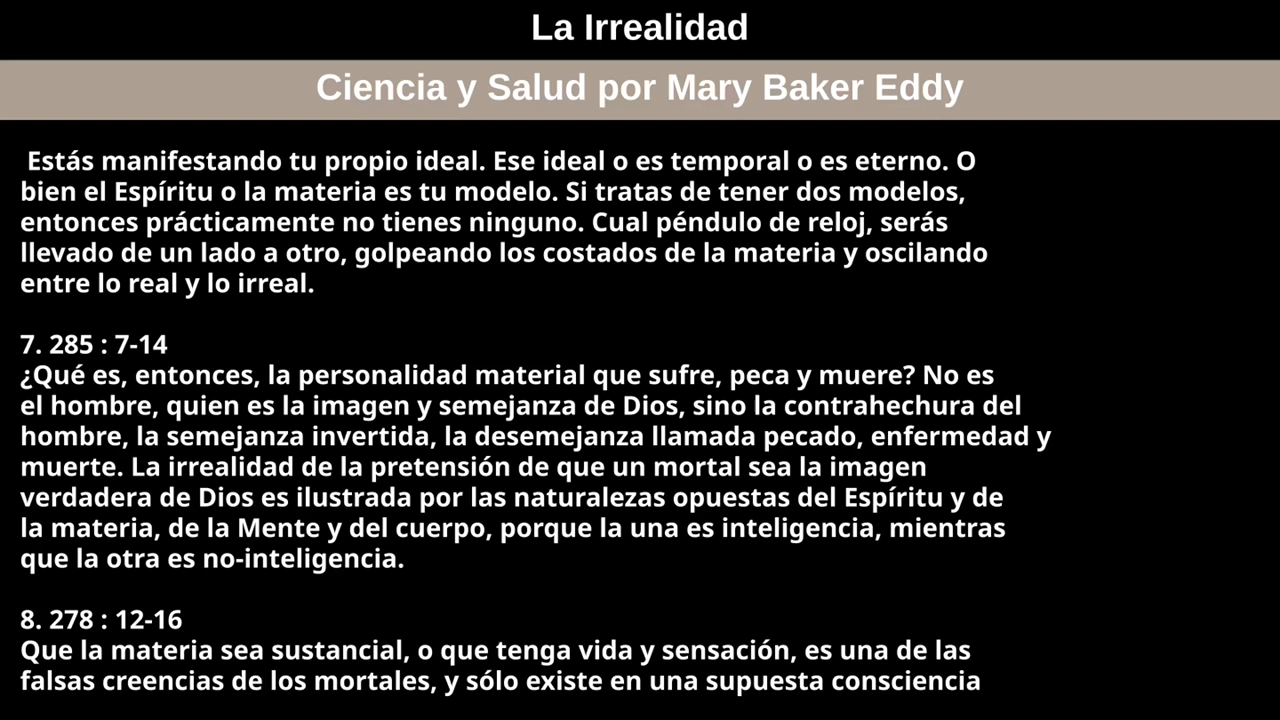 La Irrealidad
Ciencia y Salud por Mary Baker Eddy
Estás manifestando tu propio ideal. Ese ideal o es temporal o es eterno. O
bien el Espíritu o la materia es tu modelo. Si tratas de tener dos modelos,
entonces prácticamente no tienes ninguno. Cual péndulo de reloj, serás
llevado de un lado a otro, golpeando los costados de la materia y oscilando
entre lo real y lo irreal.
7. 285 : 7-14
¿Qué es, entonces, la personalidad material que sufre, peca y muere? No es
el hombre, quien es la imagen y semejanza de Dios, sino la contrahechura del
hombre, la semejanza invertida, la desemejanza llamada pecado, enfermedad y
muerte. La irrealidad de la pretensión de que un mortal sea la imagen
verdadera de Dios es ilustrada por las naturalezas opuestas del Espíritu y de
la materia, de la Mente y del cuerpo, porque la una es inteligencia, mientras
que la otra es no-inteligencia.
8. 278 : 12-16
Que la materia sea sustancial, o que tenga vida y sensación, es una de las
falsas creencias de los mortales, y sólo existe en una supuesta consciencia